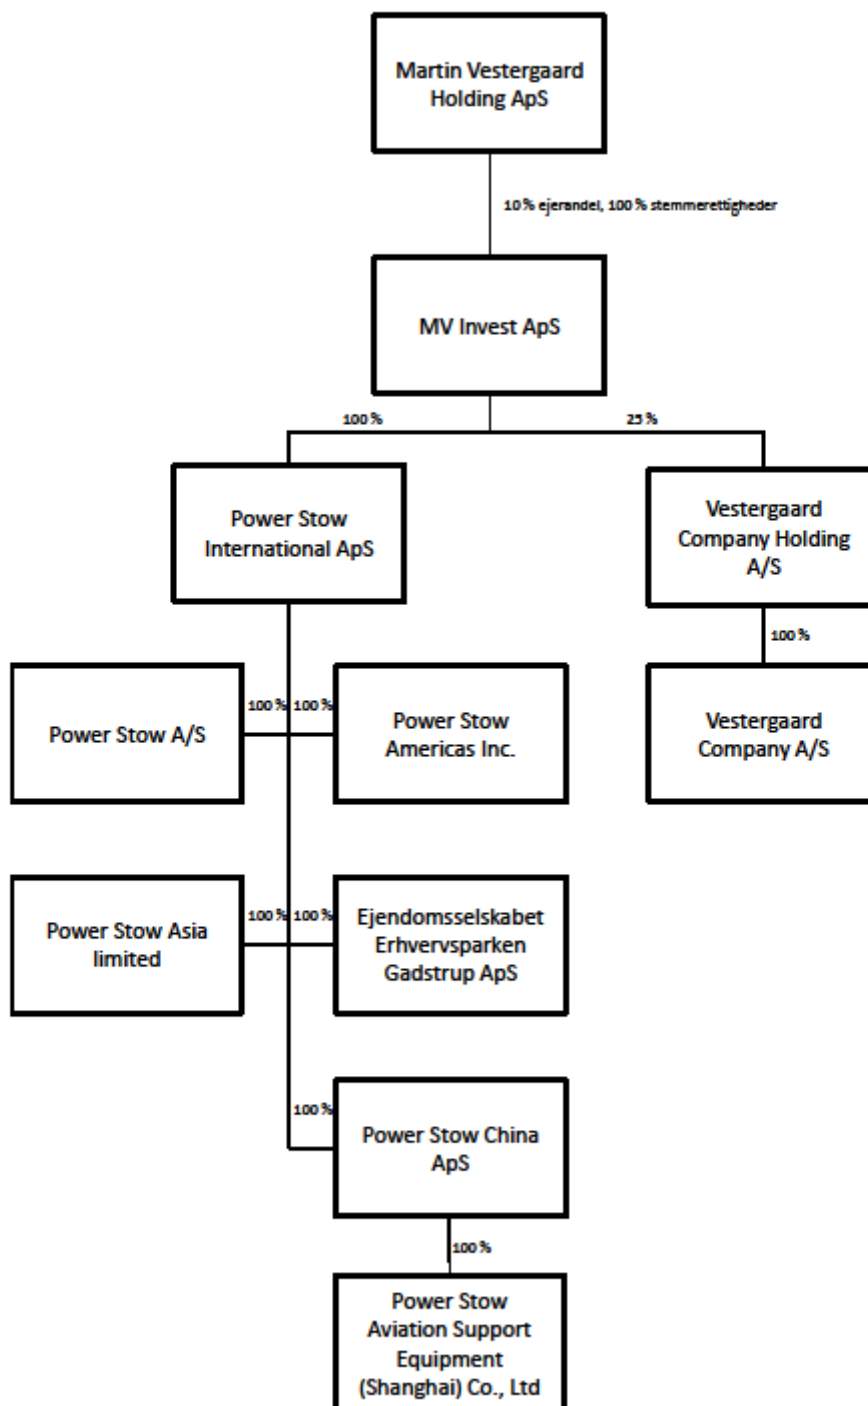 Martin Vestergaard
Holding ApS
10 % ejerandel, 100 % stemmerettigheder
MV Invest ApS
100 %
25 %
Power Stow
International ApS
Vestergaard
Company Holding
A/S
100 %
Power Stow A/S
100 %
100 %
Power Stow
Americas Inc.
Vestergaard
Company A/S
Power Stow Asia
limited
100 %
100 %
Ejendomsselskabet
Erhvervsparken
Gadstrup ApS
100 %
Power Stow China
ApS
100 %
Power Stow
Aviation Support
Equipment
(Shanghai) Co., Ltd